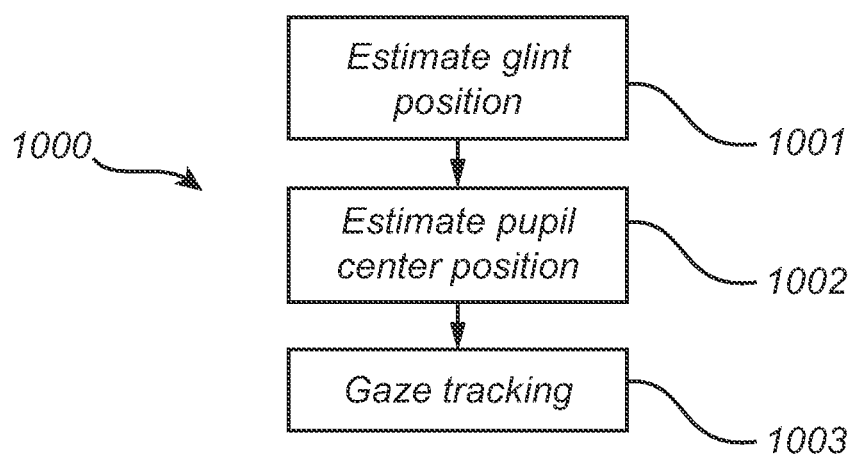 Estimate glint
position
1000
1001
Estimate pupil
center position
1002
Gaze tracking
1003